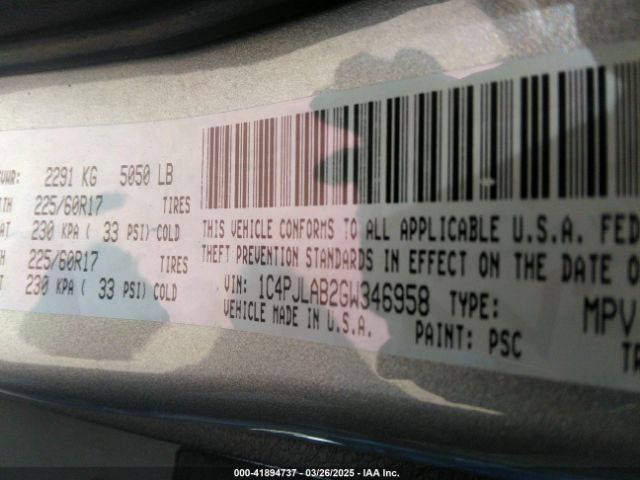 GVWR: 2291 KG 5050 LB
225/60R17 TIRES
230 KPA ( 33 PSI) COLD
225/60R17 TIRES
230 KPA ( 33 PSI) COLD
THIS VEHICLE CONFORMS TO ALL APPLICABLE U.S.A. FED
THEFT PREVENTION STANDARDS IN EFFECT ON THE DATE O
VIN: 1C4PJLAB2GW346958 TYPE: MPV
VEHICLE MADE IN U.S.A. PAINT: PSC
000-41894737 - 03/26/2025 - IAA Inc.